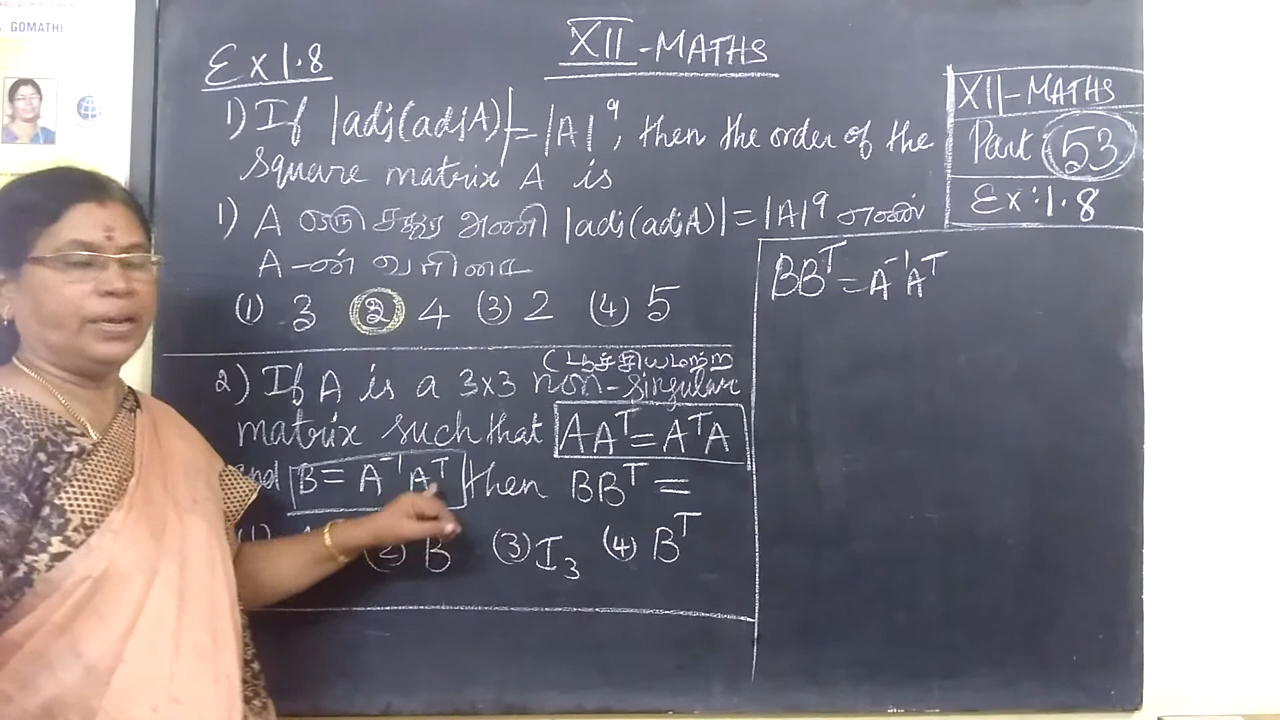 . GOMATHI
XII-MATHS
Ex 1.8
1) If |adj(adjA)| = |A|⁹, then the order of the
square matrix A is
1) A ஒரு சதுர அணி |adj(adjA)| = |A|⁹ எனில்
A-ன் வரிசை
(1) 3 (2) 4 (3) 2 (4) 5
(பூச்சியமற்ற
2) If A is a 3x3 non-singular
matrix such that AAᵀ = AᵀA
and B = A⁻¹Aᵀ then BBᵀ =
(2) B (3) I₃ (4) Bᵀ
XII-MATHS
Part 53
Ex:1.8
BBᵀ = A⁻¹Aᵀ